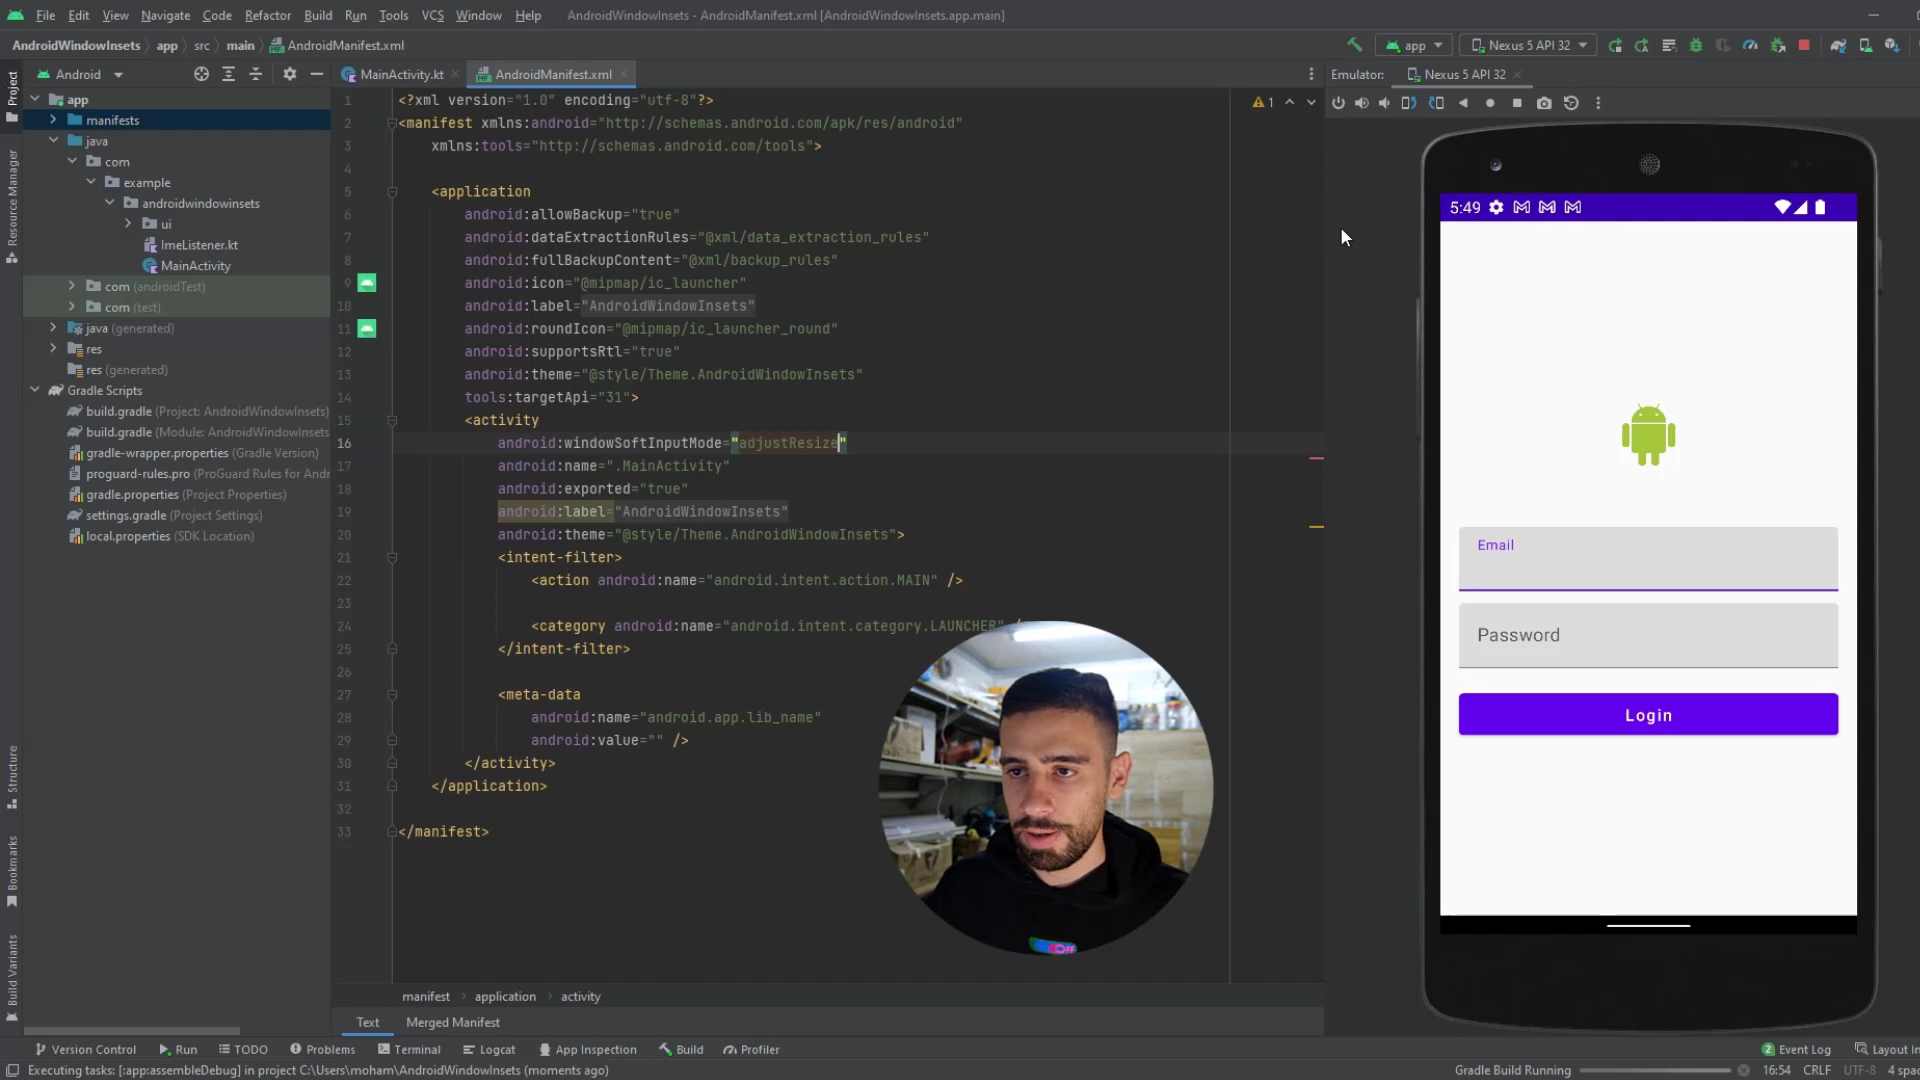 File Edit View Navigate Code Refactor Build Run Tools VCS Window Help AndroidWindowInsets - AndroidManifest.xml [AndroidWindowInsets.app.main]
AndroidWindowInsets app src main AndroidManifest.xml app Nexus 5 API 32
Project Android MainActivity.kt AndroidManifest.xml Emulator: Nexus 5 API 32
app
manifests
java
com
example
androidwindowinsets
ui
ImeListener.kt
MainActivity
com (androidTest)
com (test)
java (generated)
res
res (generated)
Gradle Scripts
build.gradle (Project: AndroidWindowInsets)
build.gradle (Module: AndroidWindowInsets)
gradle-wrapper.properties (Gradle Version)
proguard-rules.pro (ProGuard Rules for Andr
gradle.properties (Project Properties)
settings.gradle (Project Settings)
local.properties (SDK Location)
Resource Manager
Structure
Bookmarks
Build Variants
1 <?xml version="1.0" encoding="utf-8"?>
2 <manifest xmlns:android="http://schemas.android.com/apk/res/android"
3 xmlns:tools="http://schemas.android.com/tools">
4
5 <application
6 android:allowBackup="true"
7 android:dataExtractionRules="@xml/data_extraction_rules"
8 android:fullBackupContent="@xml/backup_rules"
9 android:icon="@mipmap/ic_launcher"
10 android:label="AndroidWindowInsets"
11 android:roundIcon="@mipmap/ic_launcher_round"
12 android:supportsRtl="true"
13 android:theme="@style/Theme.AndroidWindowInsets"
14 tools:targetApi="31">
15 <activity
16 android:windowSoftInputMode="adjustResize"
17 android:name=".MainActivity"
18 android:exported="true"
19 android:label="AndroidWindowInsets"
20 android:theme="@style/Theme.AndroidWindowInsets">
21 <intent-filter>
22 <action android:name="android.intent.action.MAIN" />
23
24 <category android:name="android.intent.category.LAUNCHER" /
25 </intent-filter>
26
27 <meta-data
28 android:name="android.app.lib_name"
29 android:value="" />
30 </activity>
31 </application>
32
33 </manifest>
1
5:49
Email
Password
Login
OFF
manifest application activity
Text Merged Manifest
Version Control Run TODO Problems Terminal Logcat App Inspection Build Profiler 2 Event Log Layout In
Executing tasks: [:app:assembleDebug] in project C:\Users\moham\AndroidWindowInsets (moments ago) Gradle Build Running 16:54 CRLF UTF-8 4 spac